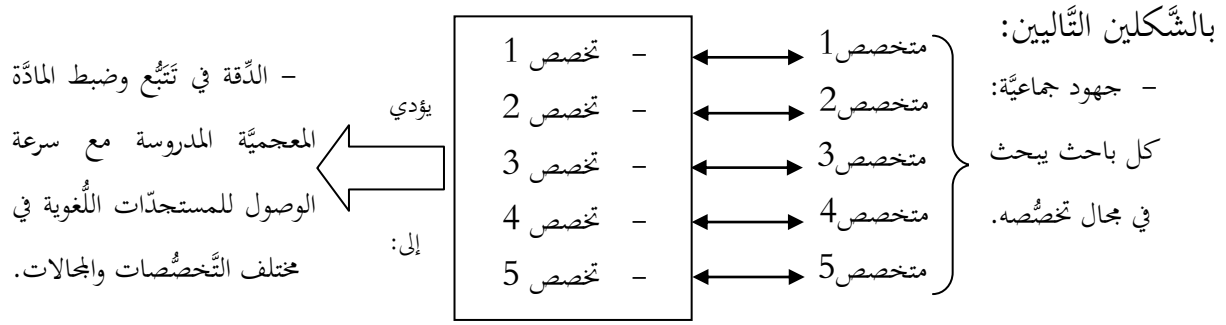 بالشَّكلين التَّاليين:
– جهود جماعيَّة:
كل باحث يبحث
في مجال تخصُّصه.
متخصص1
متخصص2
متخصص3
متخصص4
متخصص5
– تخصص 1
– تخصص 2
– تخصص 3
– تخصص 4
– تخصص 5
يؤدي
إلى:
– الدِّقة في تَتَبُّع وضبط المادَّة
المعجميَّة المدروسة مع سرعة
الوصول للمستجدّات اللُّغوية في
مختلف التَّخصُّصات والمجالات.